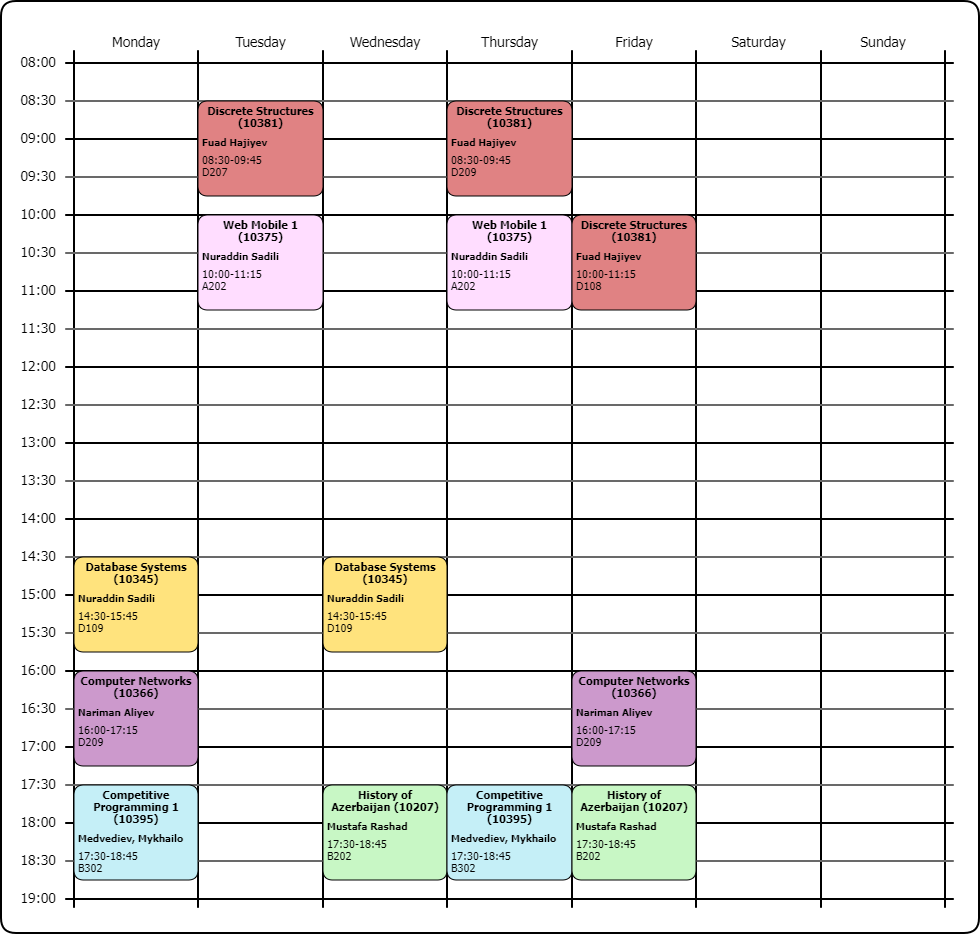 Monday Tuesday Wednesday Thursday Friday Saturday Sunday
08:00
08:30
09:00
09:30
10:00
10:30
11:00
11:30
12:00
12:30
13:00
13:30
14:00
14:30
15:00
15:30
16:00
16:30
17:00
17:30
18:00
18:30
19:00
Database Systems
(10345)
Nuraddin Sadili
14:30-15:45
D109
Computer Networks
(10366)
Nariman Aliyev
16:00-17:15
D209
Competitive
Programming 1
(10395)
Medvediev, Mykhailo
17:30-18:45
B302
Discrete Structures
(10381)
Fuad Hajiyev
08:30-09:45
D207
Web Mobile 1
(10375)
Nuraddin Sadili
10:00-11:15
A202
Database Systems
(10345)
Nuraddin Sadili
14:30-15:45
D109
History of
Azerbaijan (10207)
Mustafa Rashad
17:30-18:45
B202
Discrete Structures
(10381)
Fuad Hajiyev
08:30-09:45
D209
Web Mobile 1
(10375)
Nuraddin Sadili
10:00-11:15
A202
Competitive
Programming 1
(10395)
Medvediev, Mykhailo
17:30-18:45
B302
Discrete Structures
(10381)
Fuad Hajiyev
10:00-11:15
D108
Computer Networks
(10366)
Nariman Aliyev
16:00-17:15
D209
History of
Azerbaijan (10207)
Mustafa Rashad
17:30-18:45
B202